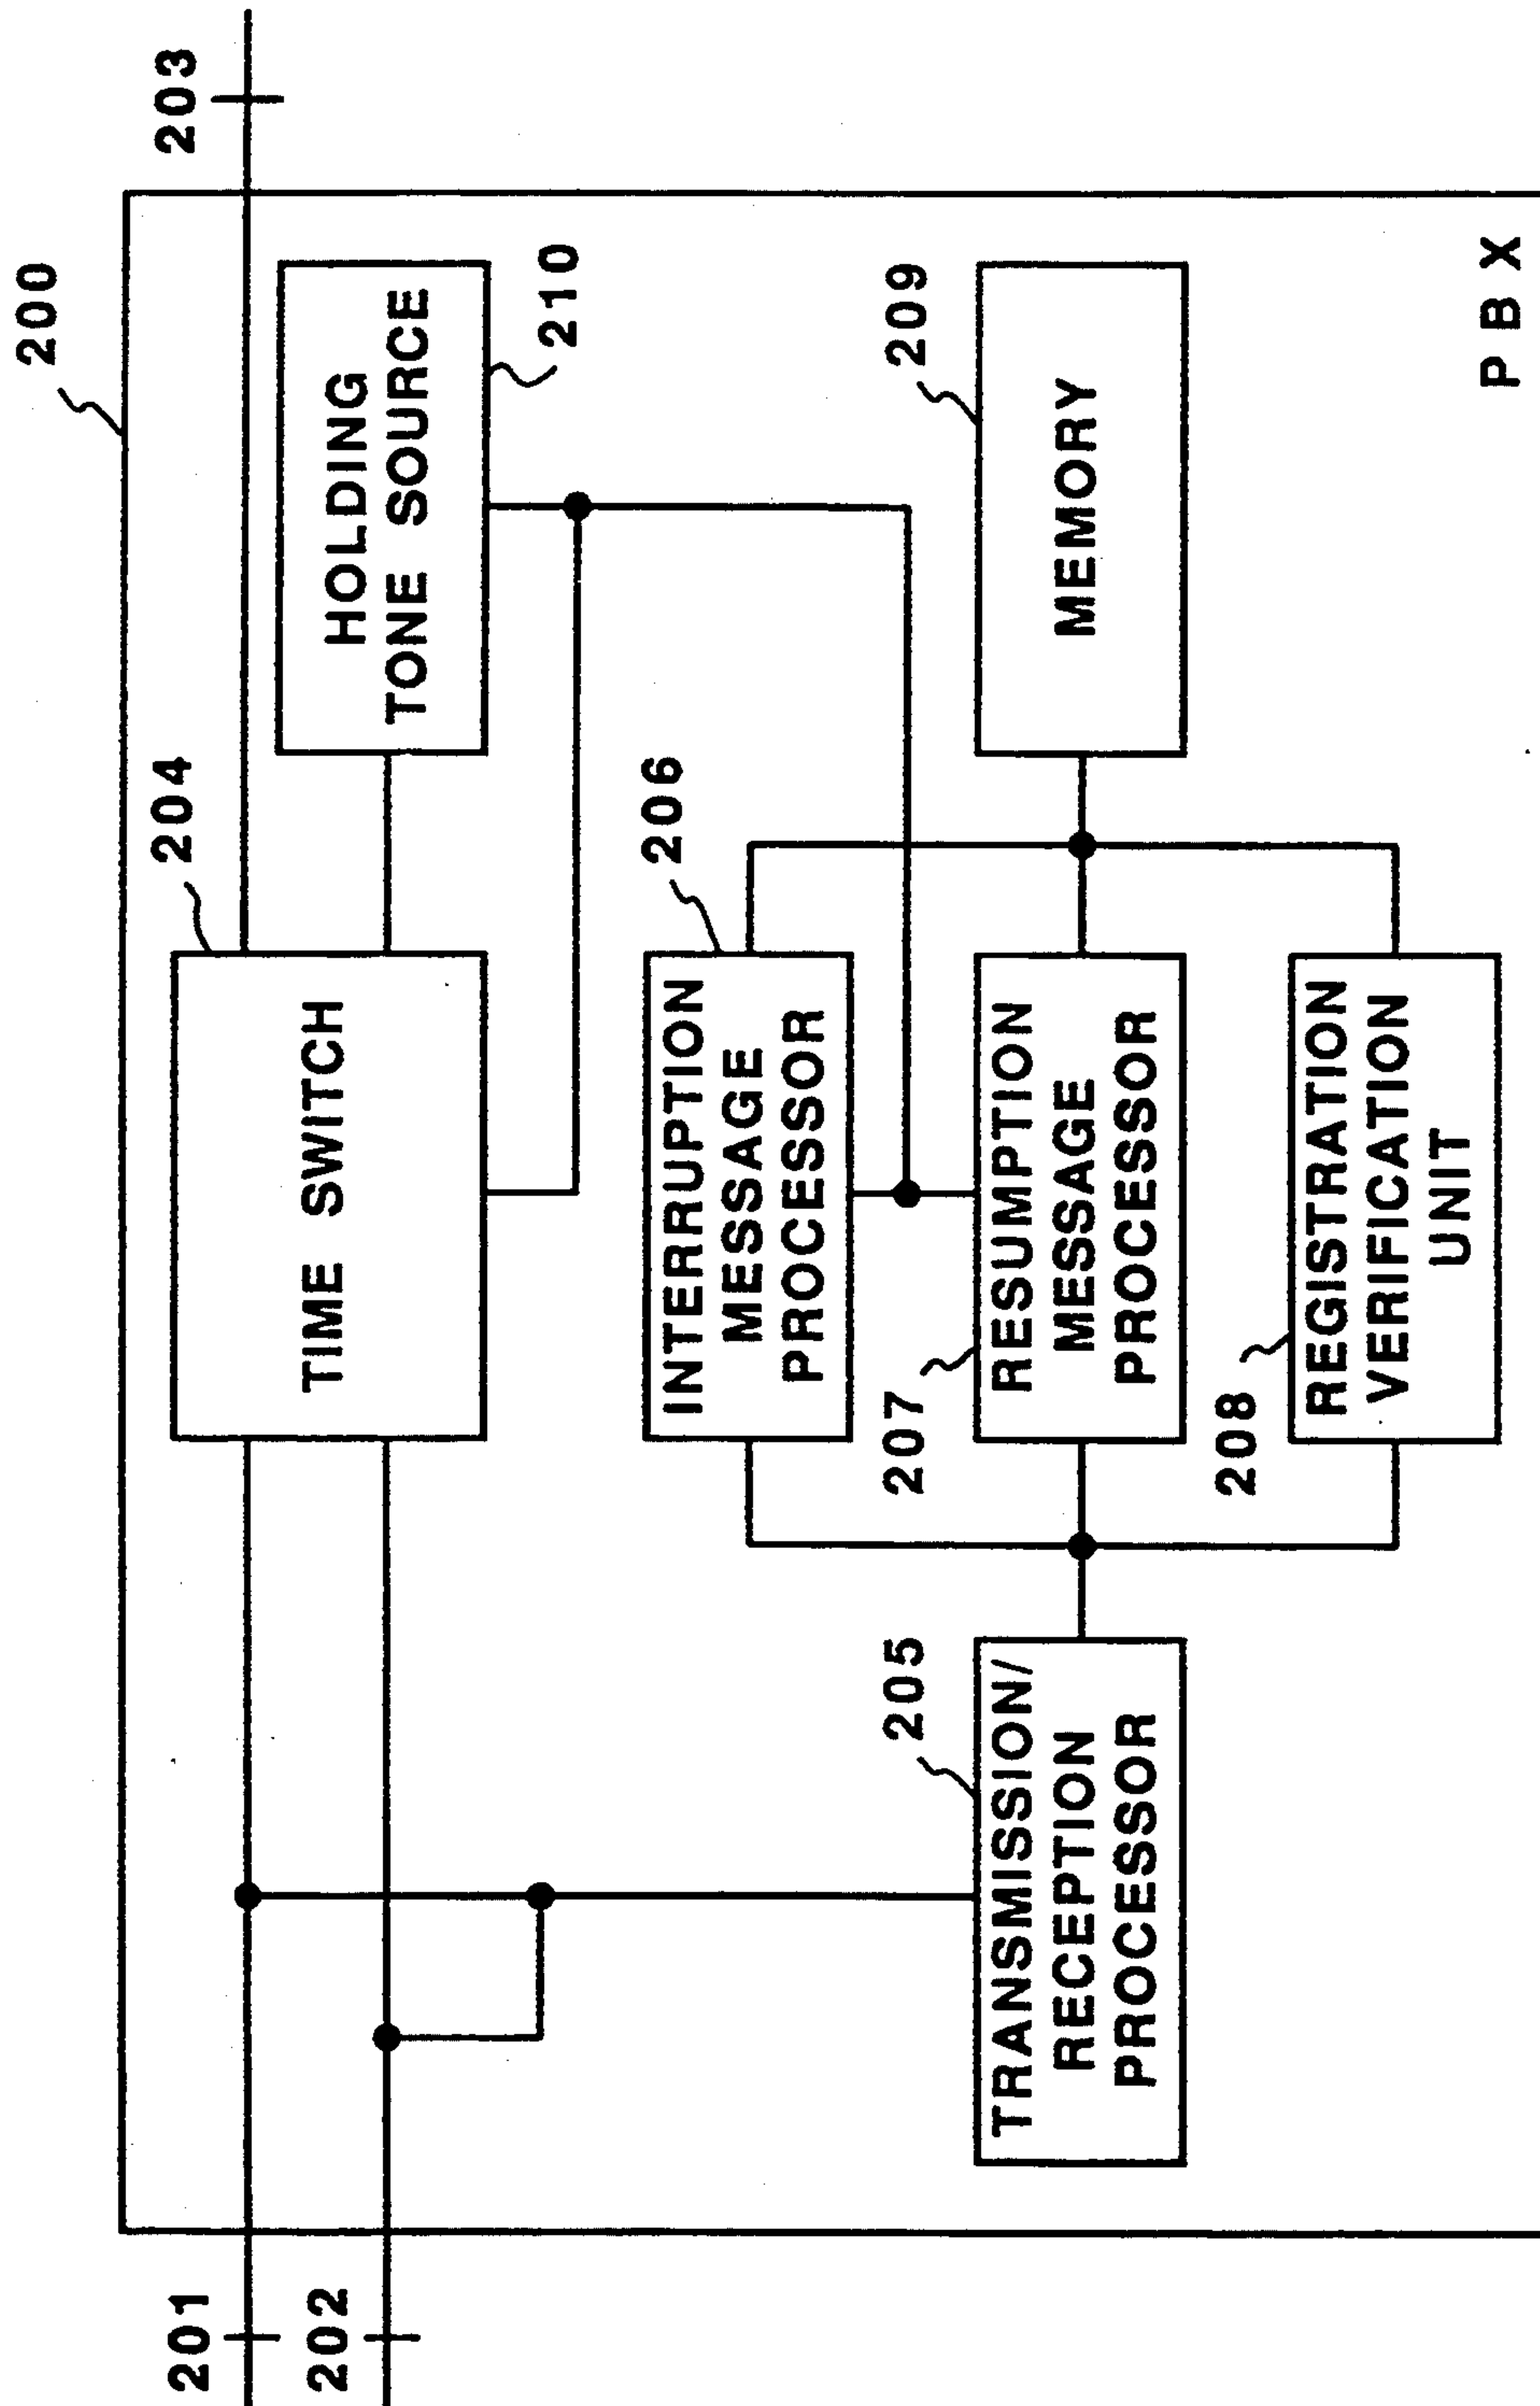 200
203
204
TIME SWITCH
HOLDING
TONE SOURCE
210
201
202
206
INTERRUPTION
MESSAGE
PROCESSOR
205
TRANSMISSION/
RECEPTION
PROCESSOR
207
RESUMPTION
MESSAGE
PROCESSOR
209
MEMORY
208
REGISTRATION
VERIFICATION
UNIT
PBX